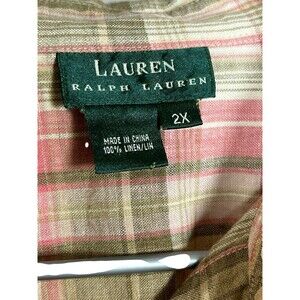 LAUREN
RALPH LAUREN
2X
MADE IN CHINA
100% LINEN/LIN